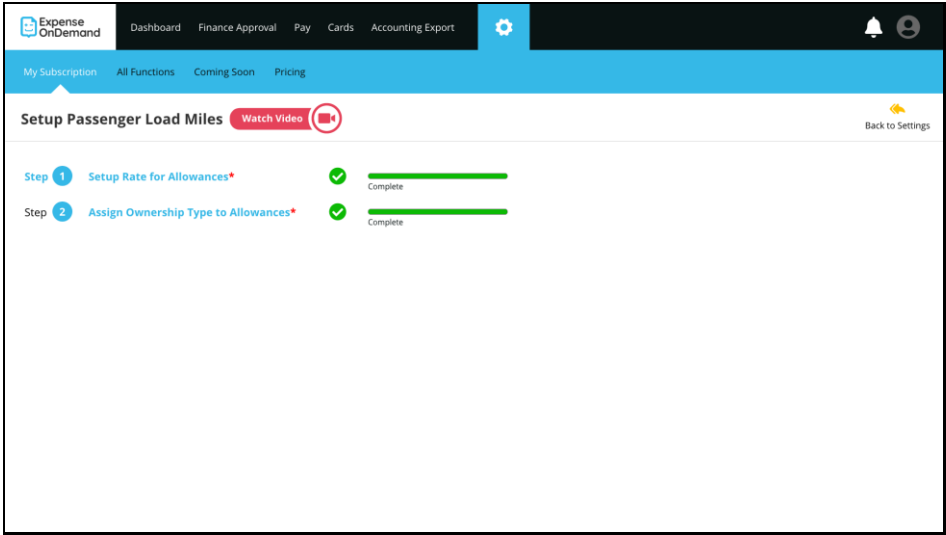 Expense
OnDemand
Dashboard Finance Approval Pay Cards Accounting Export
My Subscription All Functions Coming Soon Pricing
Setup Passenger Load Miles Watch Video
Back to Settings
Step 1 Setup Rate for Allowances*
Complete
Step 2 Assign Ownership Type to Allowances*
Complete